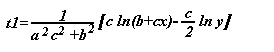 t1= 1/(a²c²+b²) [c ln(b+cx)- c/2 ln y]